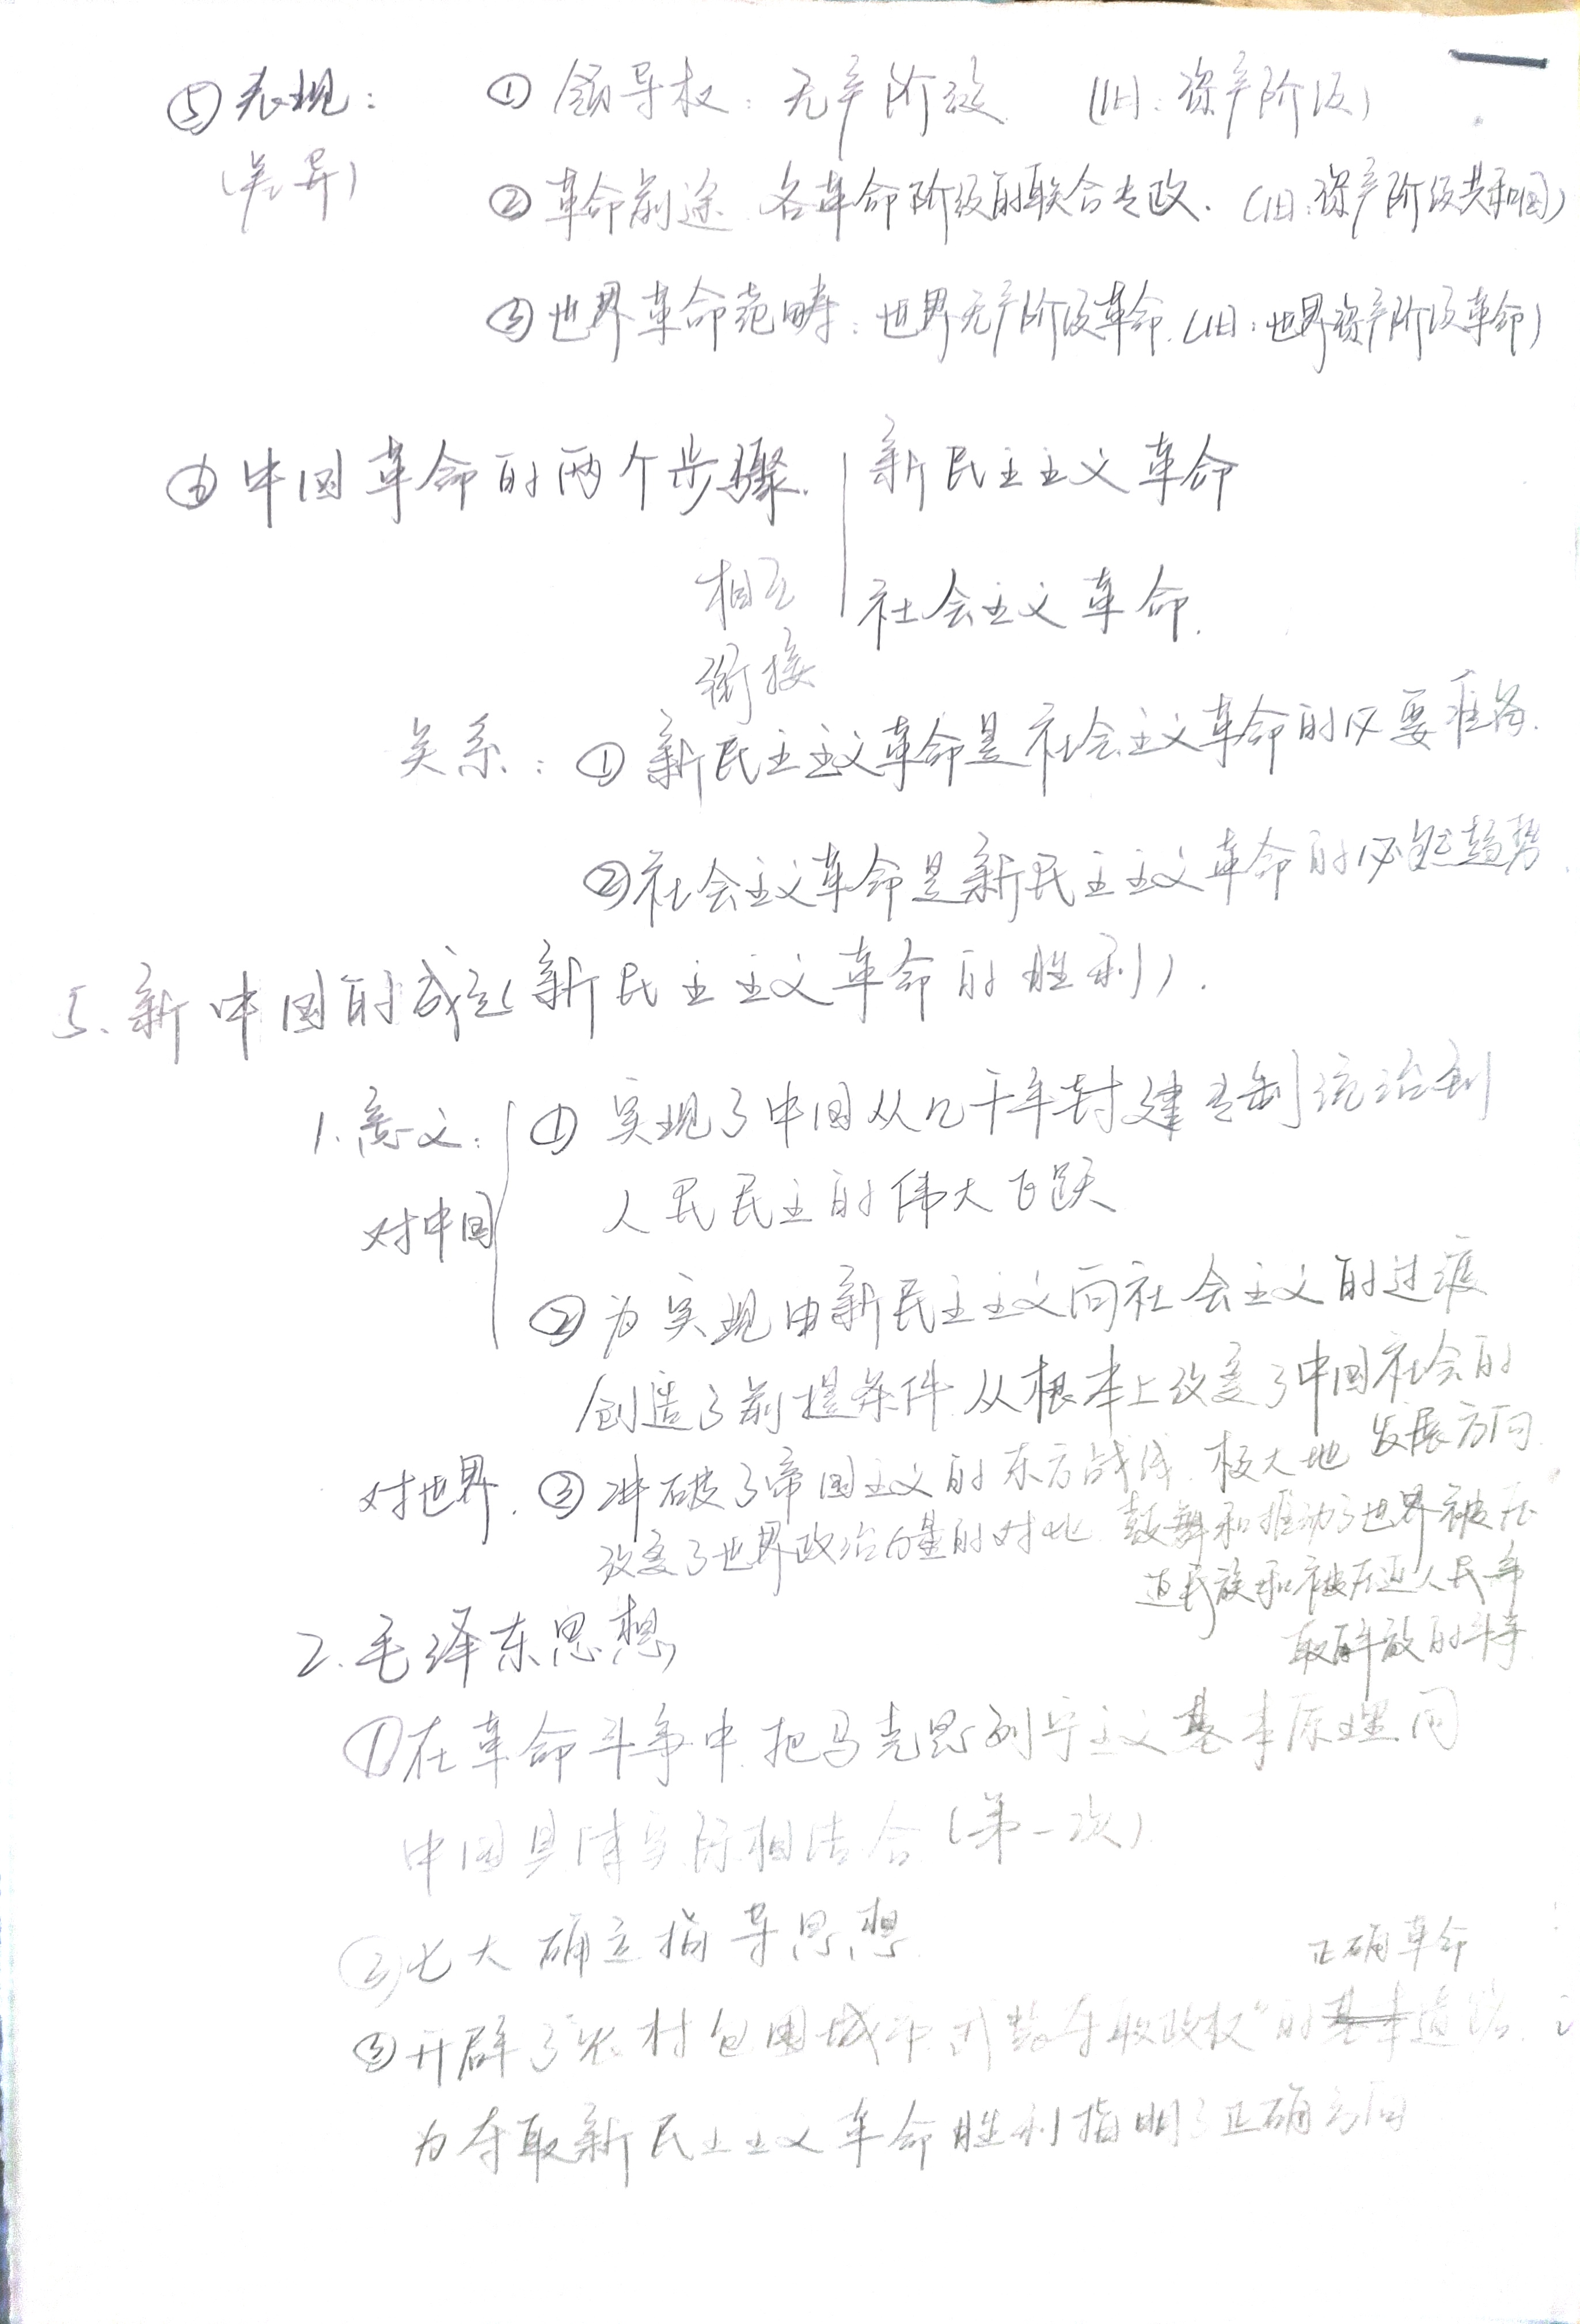 ⑤表现： ① 领导权：无产阶级 （旧：资产阶级）
（差异） ② 革命前途 各革命阶级的联合专政. （旧：资产阶级共和国）
③世界革命范畴：世界无产阶级革命.（旧：世界资产阶级革命）
中国革命的两个步骤. 新民主主义革命
相互
社会主义革命.
衔接
关系：① 新民主主义革命是社会主义革命的必要准备.
②社会主义革命是新民主主义革命的必然趋势.
5、新中国的成立（新民主主义革命的胜利）.
1.意义： ① 实现了中国从几千年封建专制统治到
对中国 人民民主的伟大飞跃
② 为实现由新民主主义向社会主义的过渡
创造了前提条件 从根本上改变了中国社会的
发展方向.
对世界. ③ 冲破了帝国主义的东方战线. 极大地
改变了世界政治力量的对比. 鼓舞和推动了世界被压
迫民族和被压迫人民争
取解放的斗争
2.毛泽东思想
①在革命斗争中.把马克思列宁主义基本原理同
中国具体实际相结合（第一次）
②七大确立指导思想.
正确革命
③开辟了“农村包围城市 武装夺取政权”的基本道路.
为夺取新民主主义革命胜利指明了正确方向